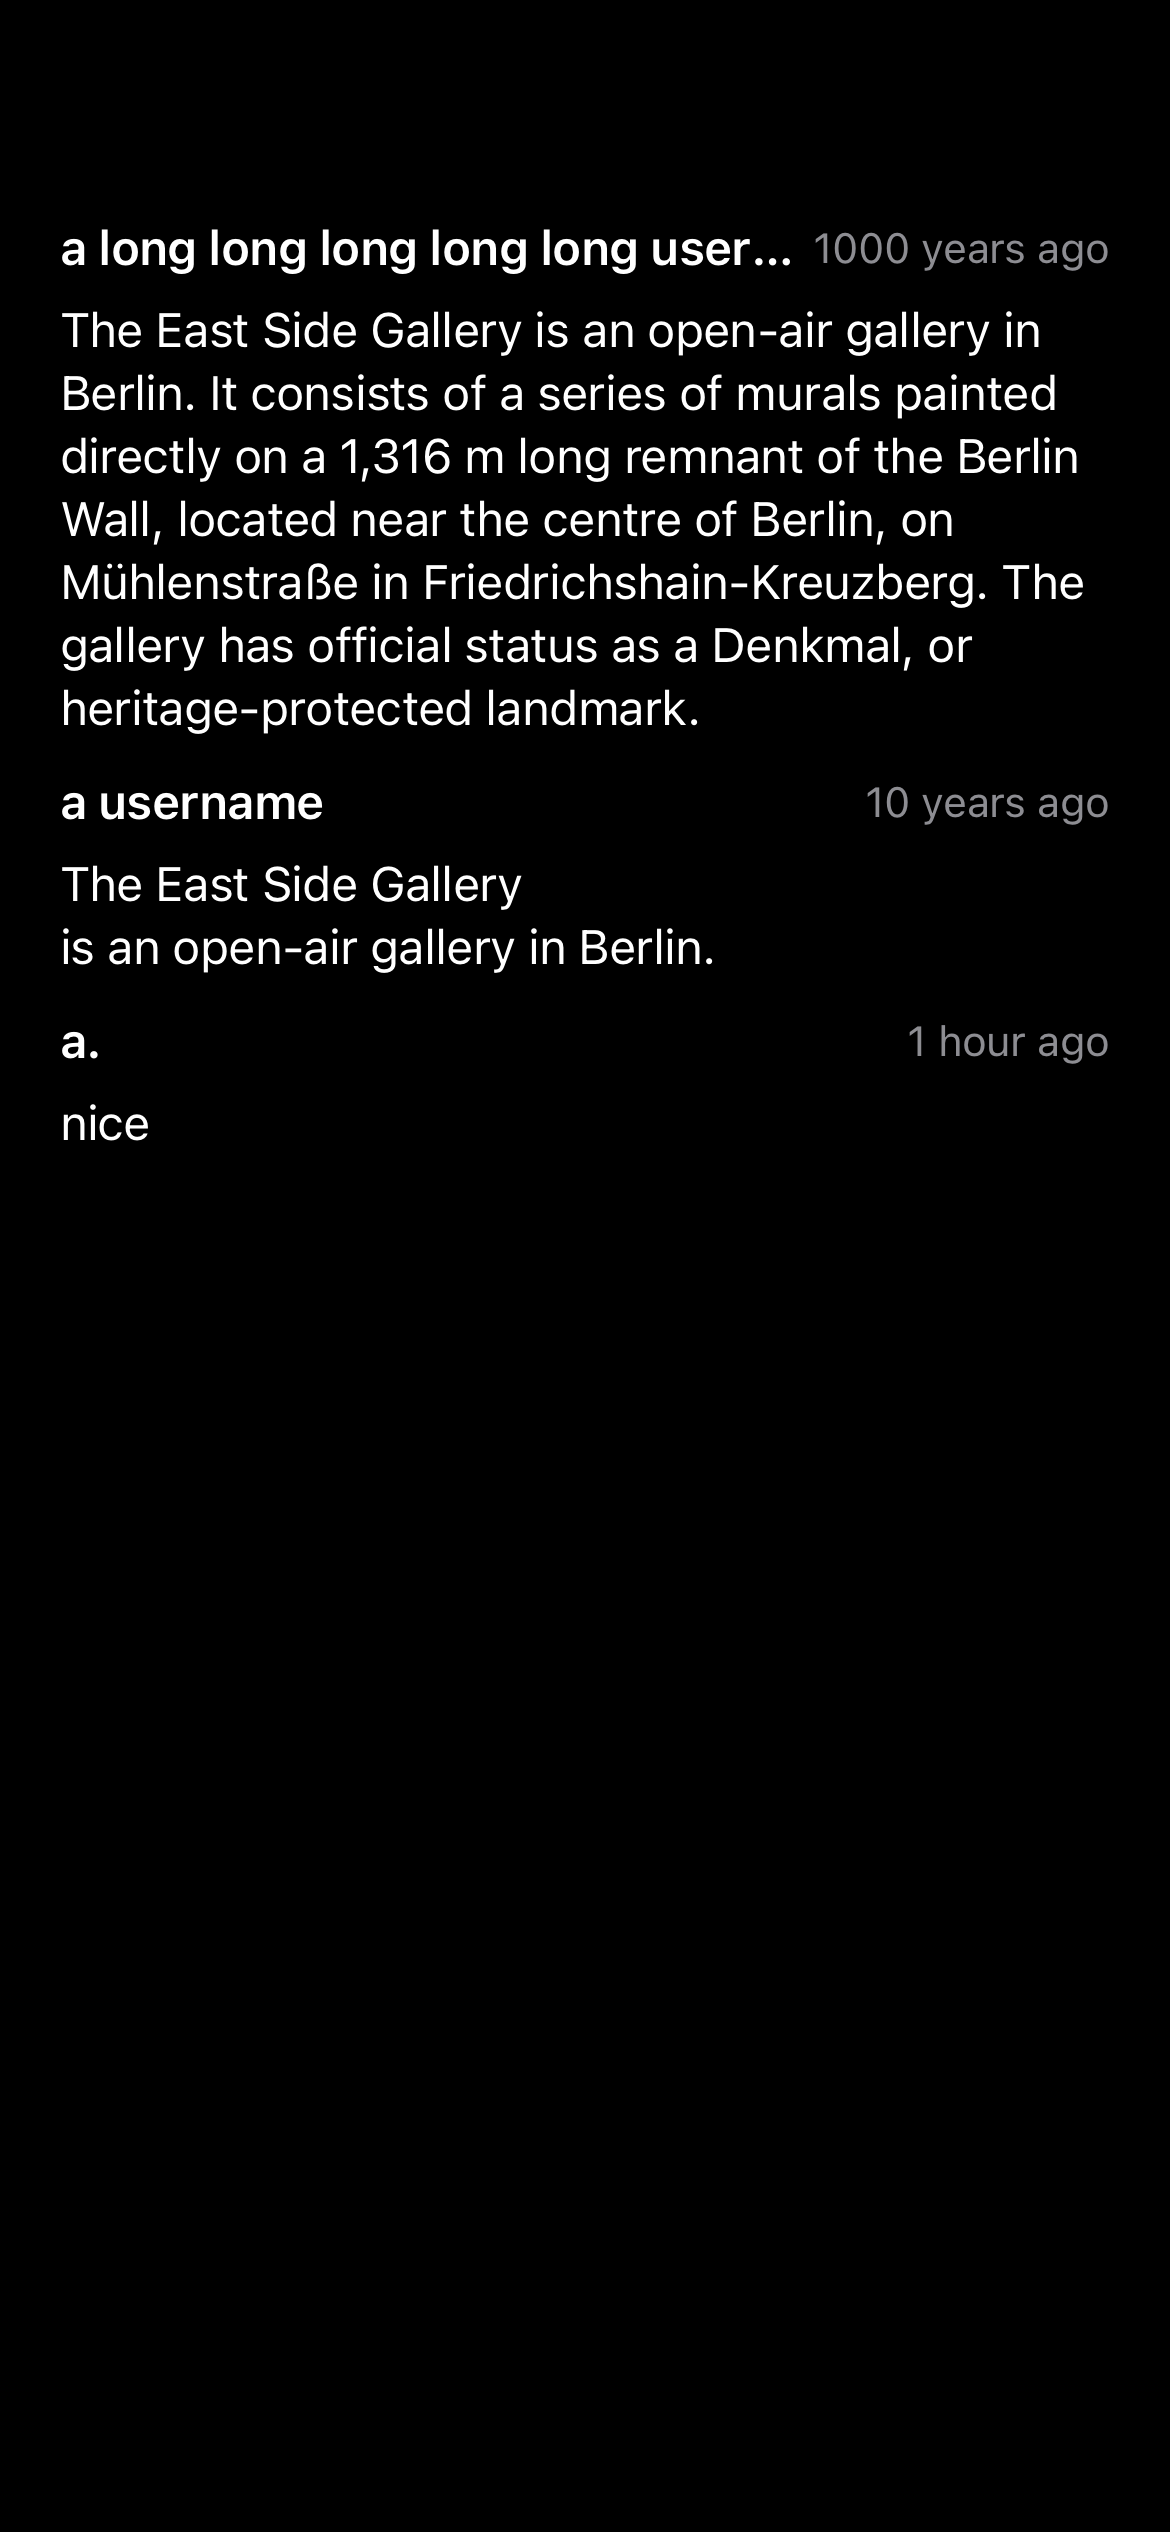 a long long long long long user... 1000 years ago
The East Side Gallery is an open-air gallery in
Berlin. It consists of a series of murals painted
directly on a 1,316 m long remnant of the Berlin
Wall, located near the centre of Berlin, on
Mühlenstraße in Friedrichshain-Kreuzberg. The
gallery has official status as a Denkmal, or
heritage-protected landmark.
a username 10 years ago
The East Side Gallery
is an open-air gallery in Berlin.
a. 1 hour ago
nice